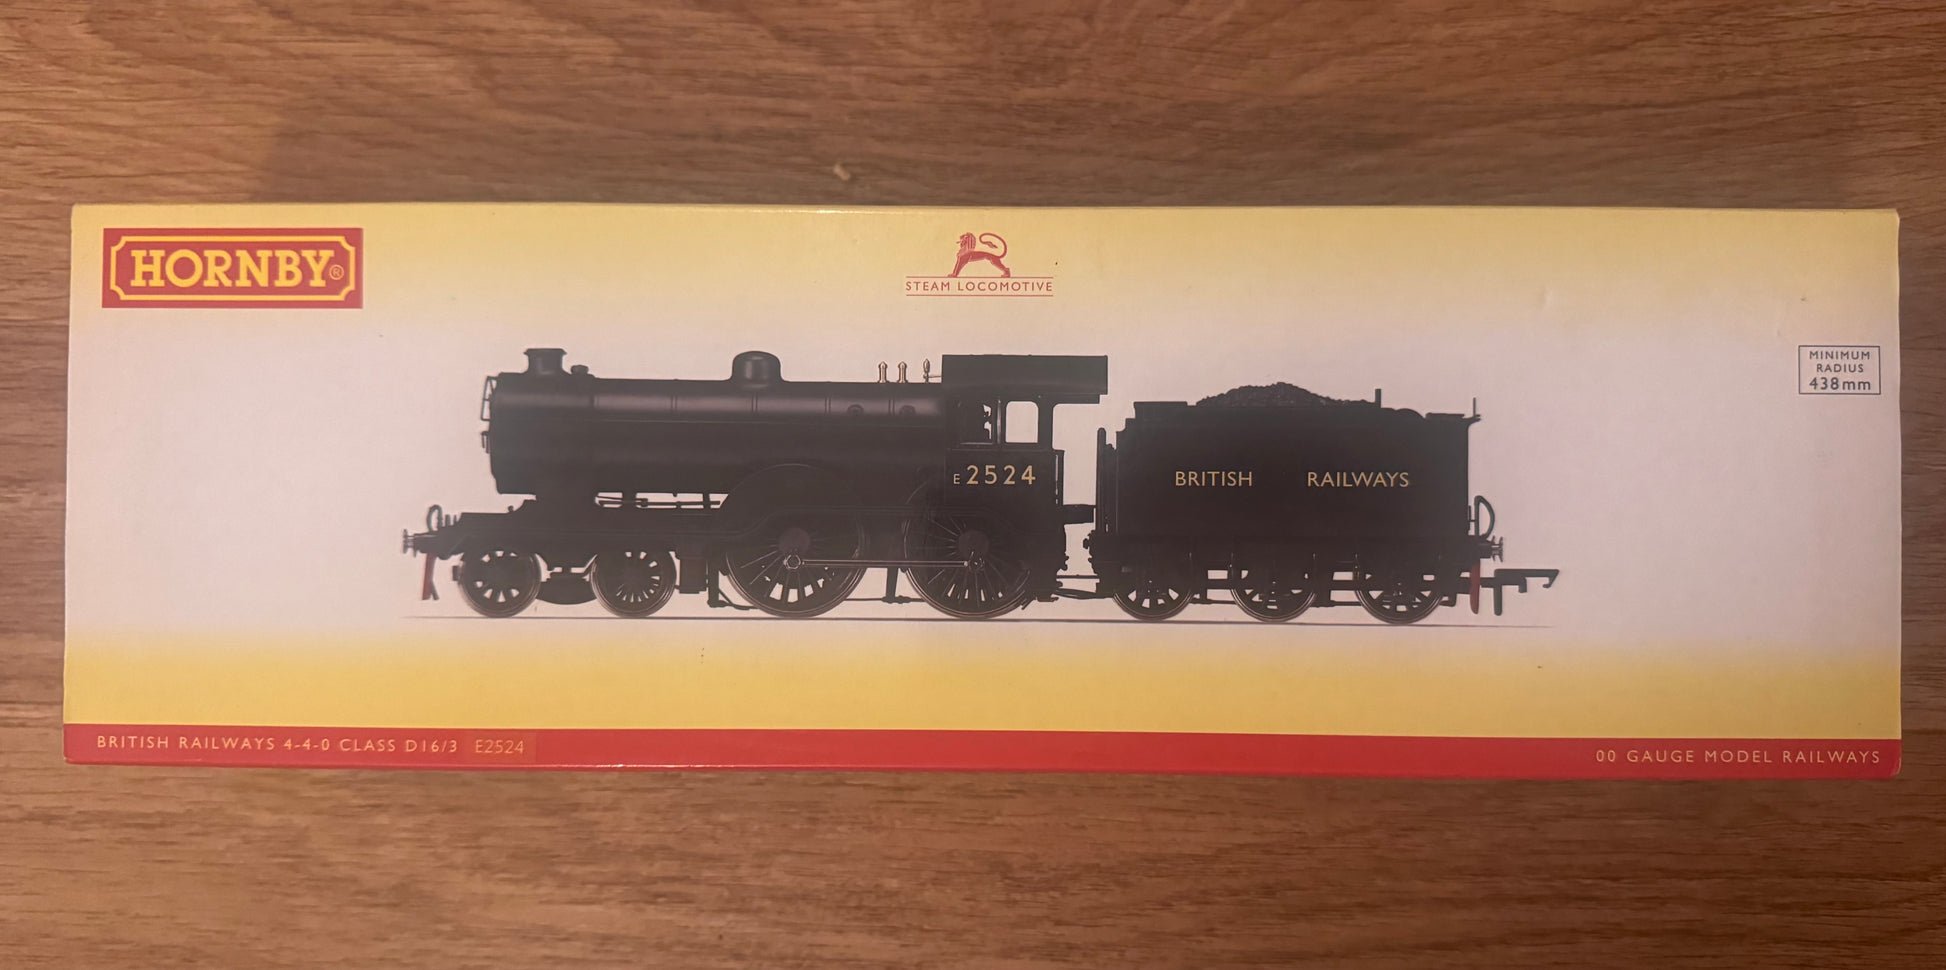 HORNBY®
STEAM LOCOMOTIVE
MINIMUM
RADIUS
438mm
E2524
BRITISH RAILWAYS
BRITISH RAILWAYS 4-4-0 CLASS D16/3 E2524
00 GAUGE MODEL RAILWAYS